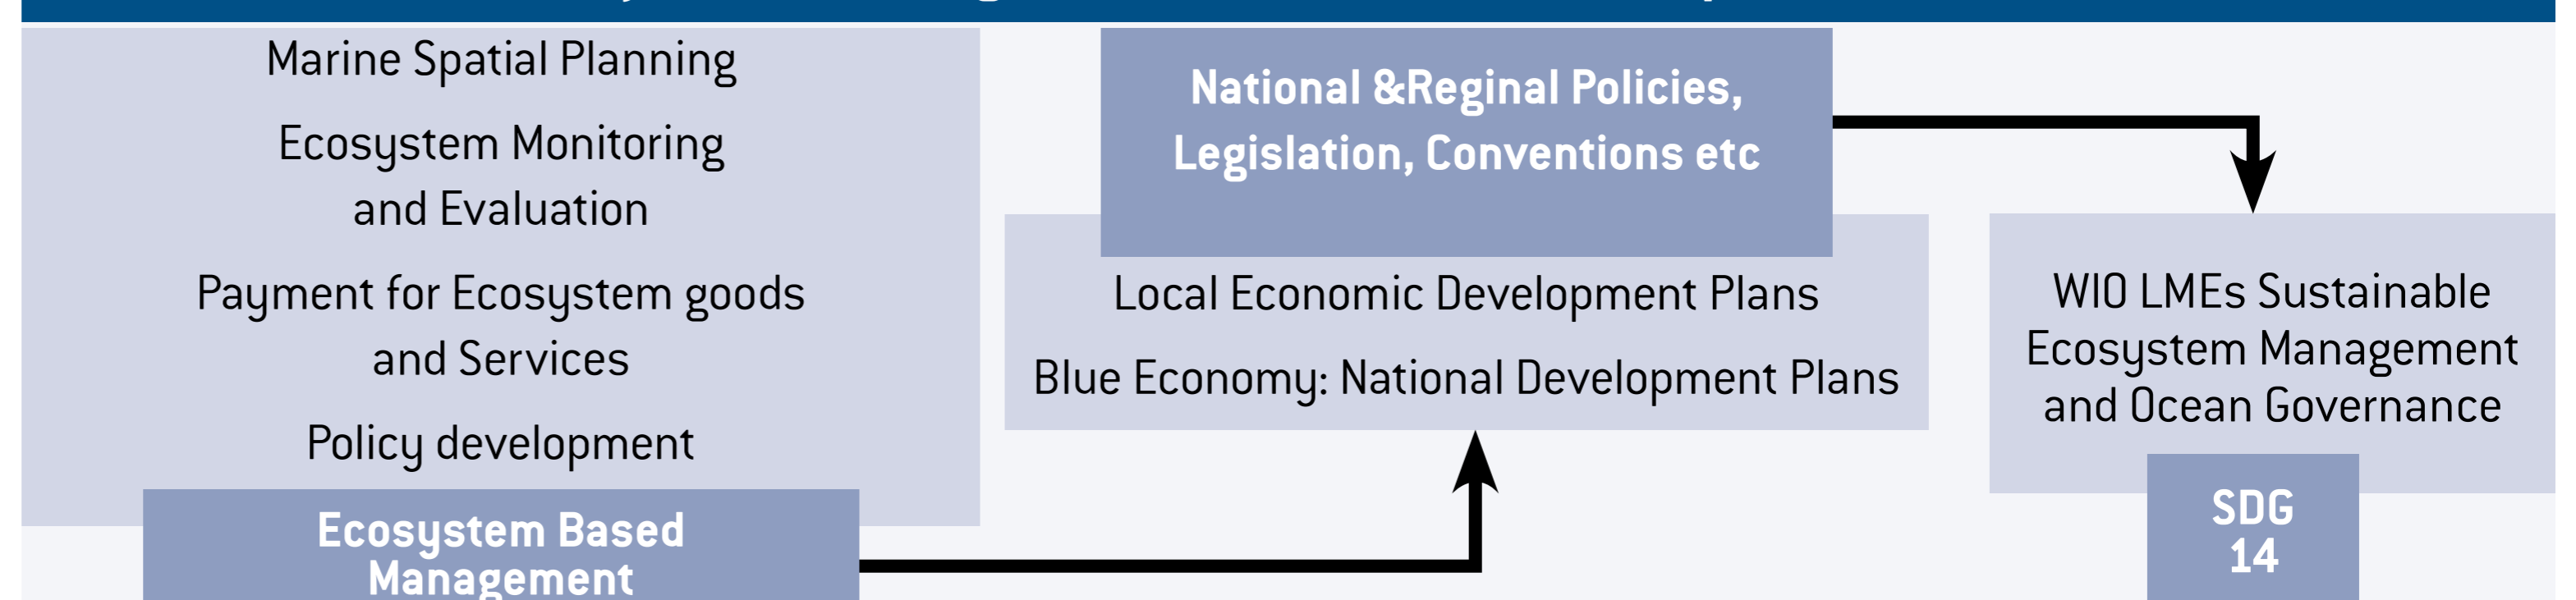 Marine Spatial Planning
Ecosystem Monitoring
and Evaluation
Payment for Ecosystem goods
and Services
Policy development
Ecosystem Based
Management
National &Reginal Policies,
Legislation, Conventions etc
Local Economic Development Plans
Blue Economy: National Development Plans
WIO LMEs Sustainable
Ecosystem Management
and Ocean Governance
SDG
14